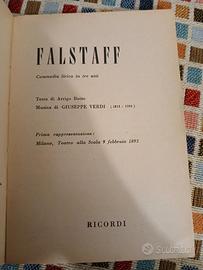 FALSTAFF
Commedia lirica in tre atti
Testo di Arrigo Boito
Musica di GIUSEPPE VERDI (1813 - 1901)
Prima rappresentazione:
Milano, Teatro alla Scala 9 febbraio 1893
RICORDI
subito